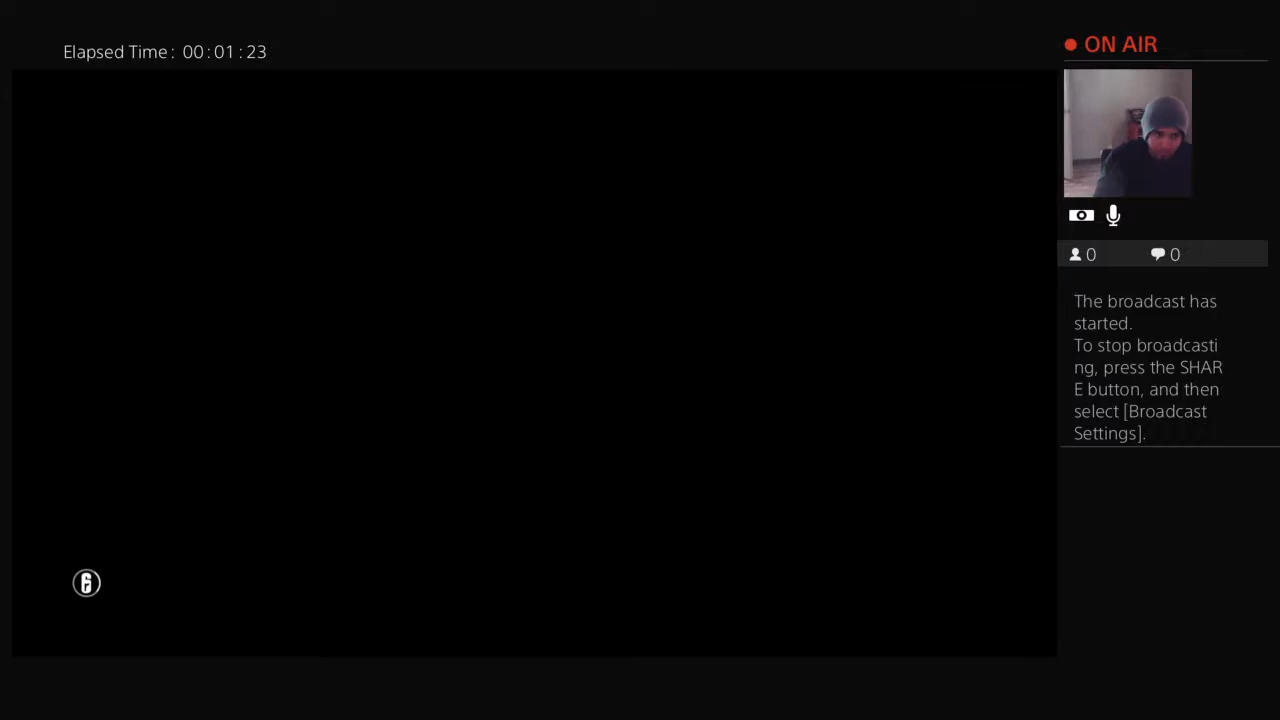 Elapsed Time: 00:01:23
ON AIR
0 0
The broadcast has
started.
To stop broadcasti
ng, press the SHAR
E button, and then
select [Broadcast
Settings].
6